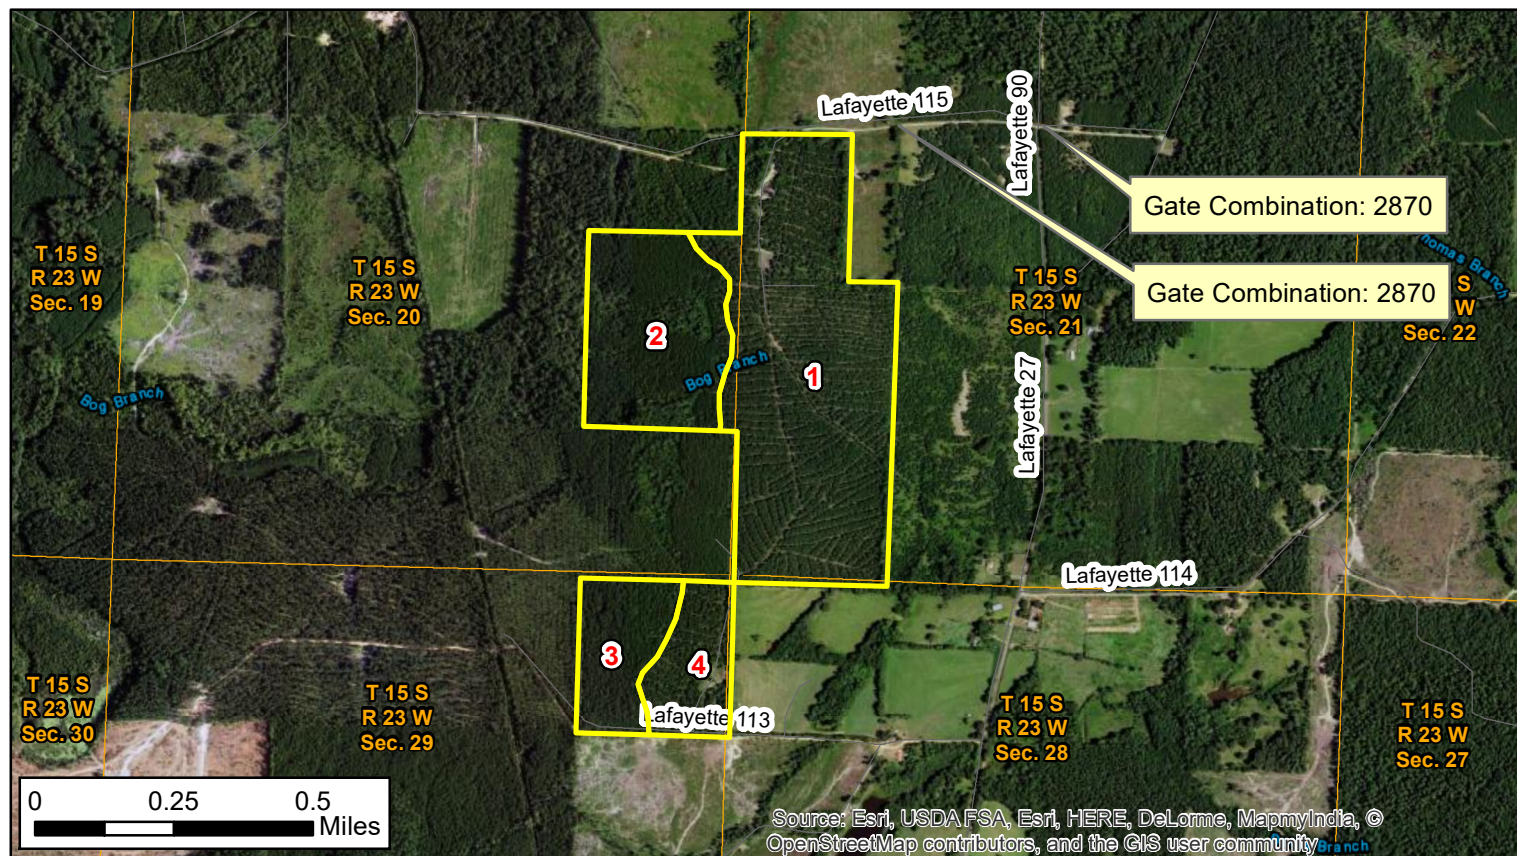 Lafayette 115
Lafayette 90
Gate Combination: 2870
Gate Combination: 2870
T 15 S
R 23 W
Sec. 19
T 15 S
R 23 W
Sec. 20
T 15 S
R 23 W
Sec. 21
homas Branch
S
W
Sec. 22
2
Bog Branch
1
Bog Branch
Lafayette 27
Lafayette 114
3
4
Lafayette 113
T 15 S
R 23 W
Sec. 30
T 15 S
R 23 W
Sec. 29
T 15 S
R 23 W
Sec. 28
T 15 S
R 23 W
Sec. 27
0 0.25 0.5
Miles
Source: Esri, USDA FSA, Esri, HERE, DeLorme, MapmyIndia, ©
OpenStreetMap contributors, and the GIS user community
Branch